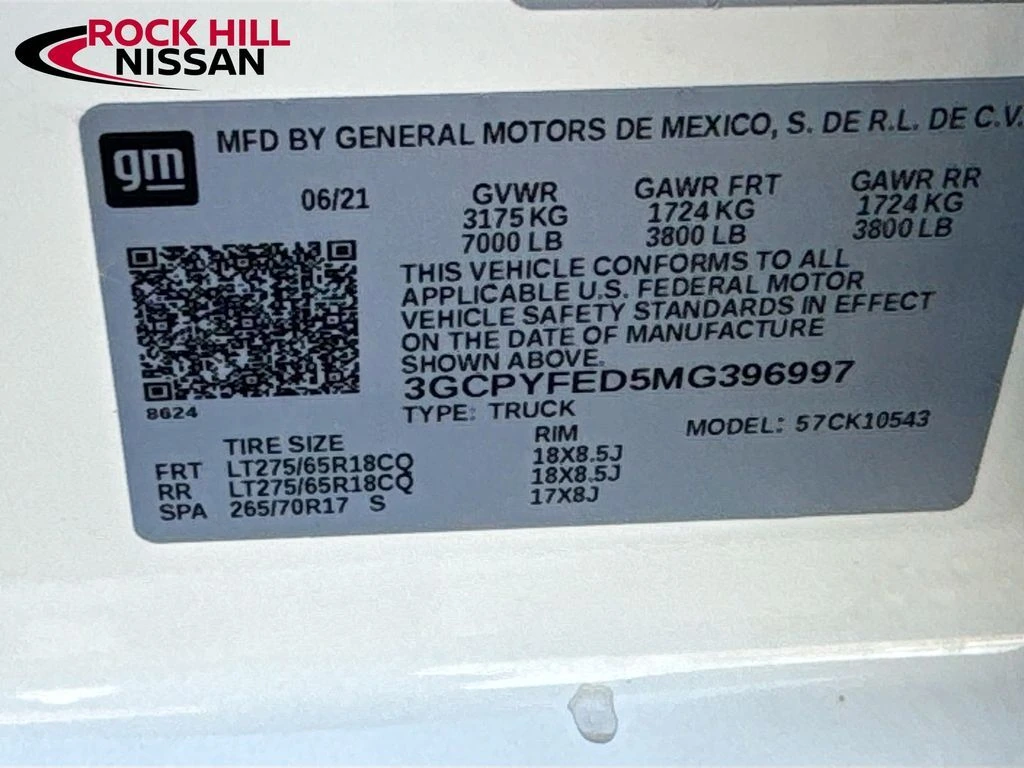 ROCK HILL
NISSAN
gm
MFD BY GENERAL MOTORS DE MEXICO, S. DE R.L. DE C.V.
06/21
GVWR GAWR FRT GAWR RR
3175 KG 1724 KG 1724 KG
7000 LB 3800 LB 3800 LB
THIS VEHICLE CONFORMS TO ALL
APPLICABLE U.S. FEDERAL MOTOR
VEHICLE SAFETY STANDARDS IN EFFECT
ON THE DATE OF MANUFACTURE
SHOWN ABOVE.
3GCPYFED5MG396997
8624
TYPE: TRUCK MODEL: 57CK10543
TIRE SIZE RIM
FRT LT275/65R18CQ 18X8.5J
RR LT275/65R18CQ 18X8.5J
SPA 265/70R17 S 17X8J